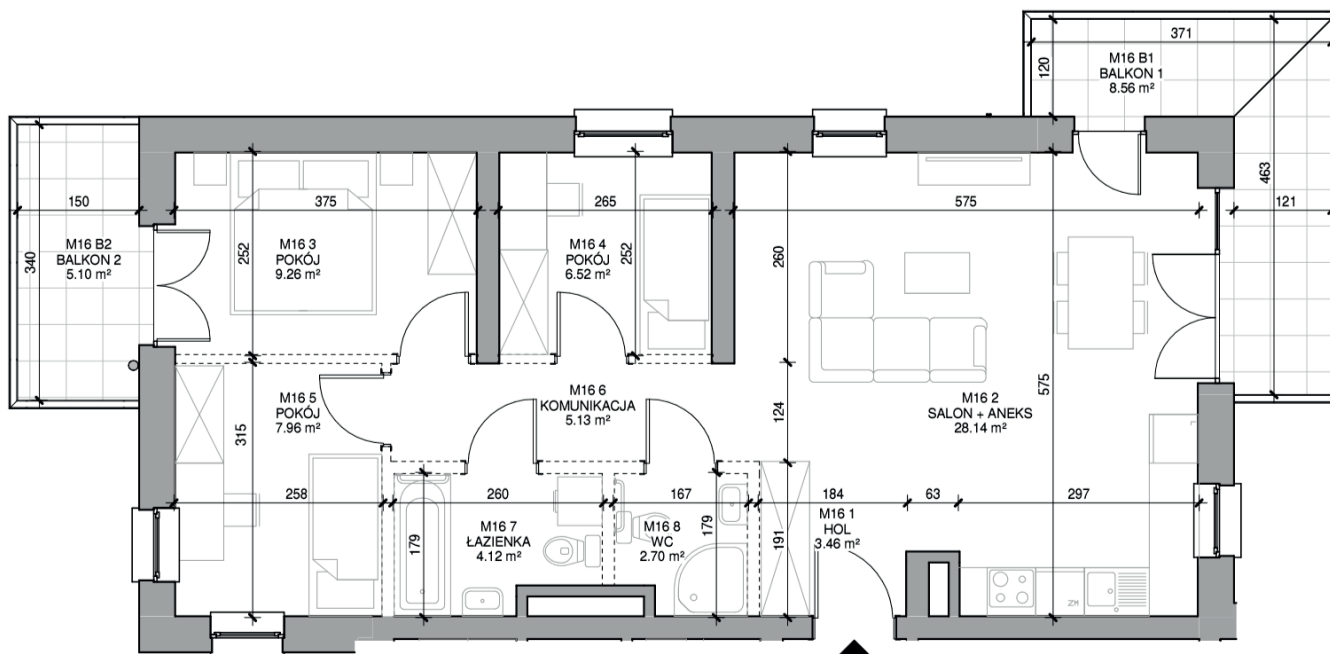 371
120
M16 B1
BALKON 1
8.56 m²
463
150
375
265
575
121
M16 B2
BALKON 2
5.10 m²
340
252
M16 3
POKÓJ
9.26 m²
M16 4
POKÓJ
6.52 m²
252
260
M16 5
POKÓJ
7.96 m²
315
M16 6
KOMUNIKACJA
5.13 m²
124
M16 2
SALON + ANEKS
28.14 m²
575
258
260
167
184
63
297
179
M16 7
ŁAZIENKA
4.12 m²
M16 8
WC
2.70 m²
179
191
M16 1
HOL
3.46 m²
ZM